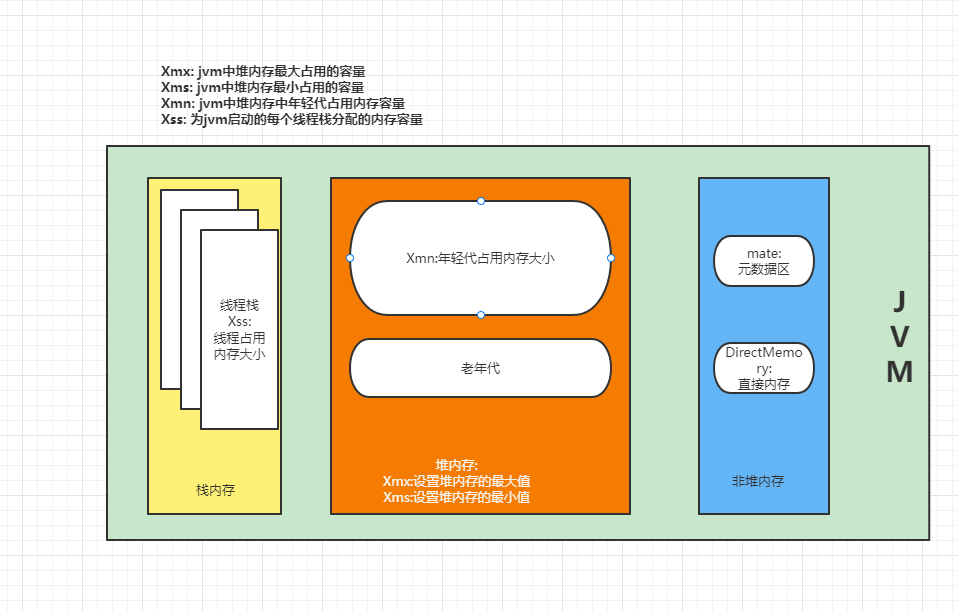 Xmx: jvm中堆内存最大占用的容量
Xms: jvm中堆内存最小占用的容量
Xmn: jvm中堆内存中年轻代占用内存容量
Xss: 为jvm启动的每个线程栈分配的内存容量
线程栈
Xss:
线程占用
内存大小
栈内存
Xmn:年轻代占用内存大小
老年代
堆内存:
Xmx:设置堆内存的最大值
Xms:设置堆内存的最小值
mate:
元数据区
DirectMemo
ry:
直接内存
非堆内存
J
V
M